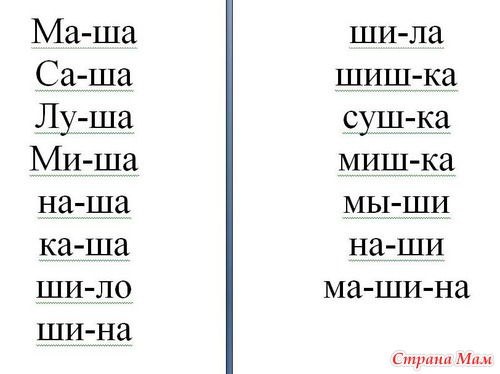 Ма-ша
Са-ша
Лу-ша
Ми-ша
на-ша
ка-ша
ши-ло
ши-на
ши-ла
шиш-ка
суш-ка
миш-ка
мы-ши
на-ши
ма-ши-на
Страна Мам